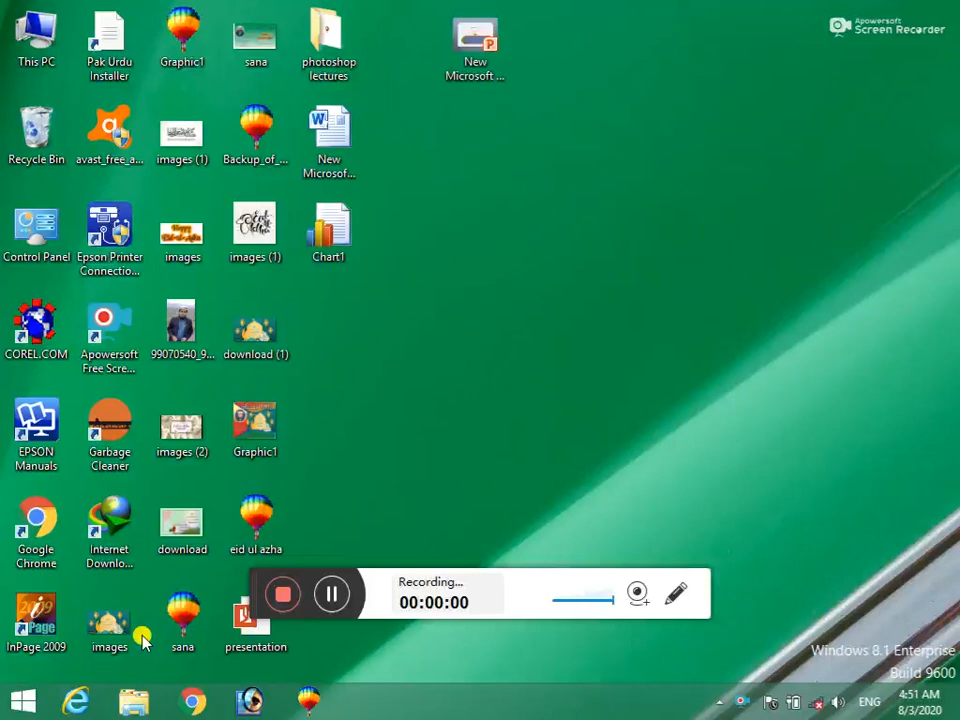 Apowersoft
Screen Recorder
This PC
Pak Urdu
Installer
Graphic1
sana
photoshop
lectures
New
Microsoft ...
Recycle Bin
avast_free_a...
images (1)
Backup_of_...
New
Microsof...
Control Panel
Epson Printer
Connectio...
images
images (1)
Chart1
COREL.COM
Apowersoft
Free Scre...
99070540_9...
download (1)
EPSON
Manuals
Garbage
Cleaner
images (2)
Graphic1
Google
Chrome
Internet
Downlo...
download
eid ul azha
InPage 2009
images
sana
presentation
Recording...
00:00:00
Windows 8.1 Enterprise
Build 9600
ENG
4:51 AM
8/3/2020